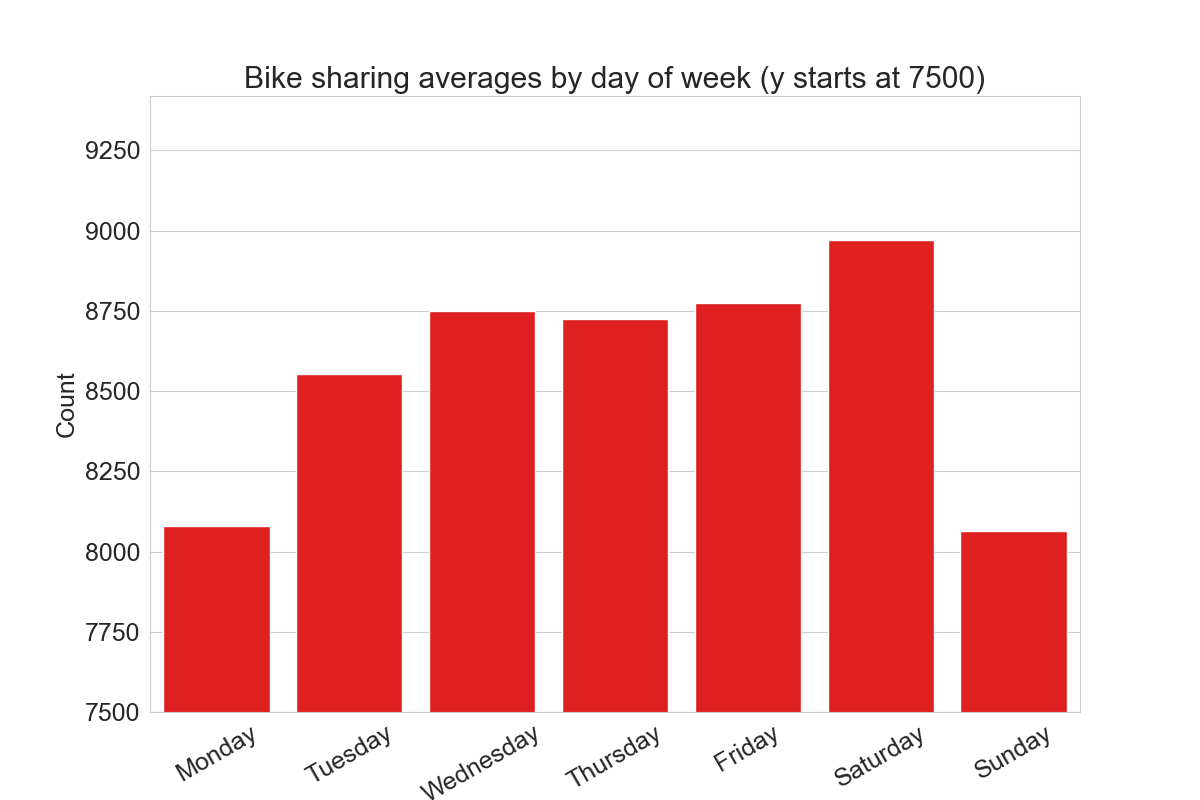 Bike sharing averages by day of week (y starts at 7500)
9250
9000
8750
8500
8250
8000
7750
7500
Count
Monday
Tuesday
Wednesday
Thursday
Friday
Saturday
Sunday